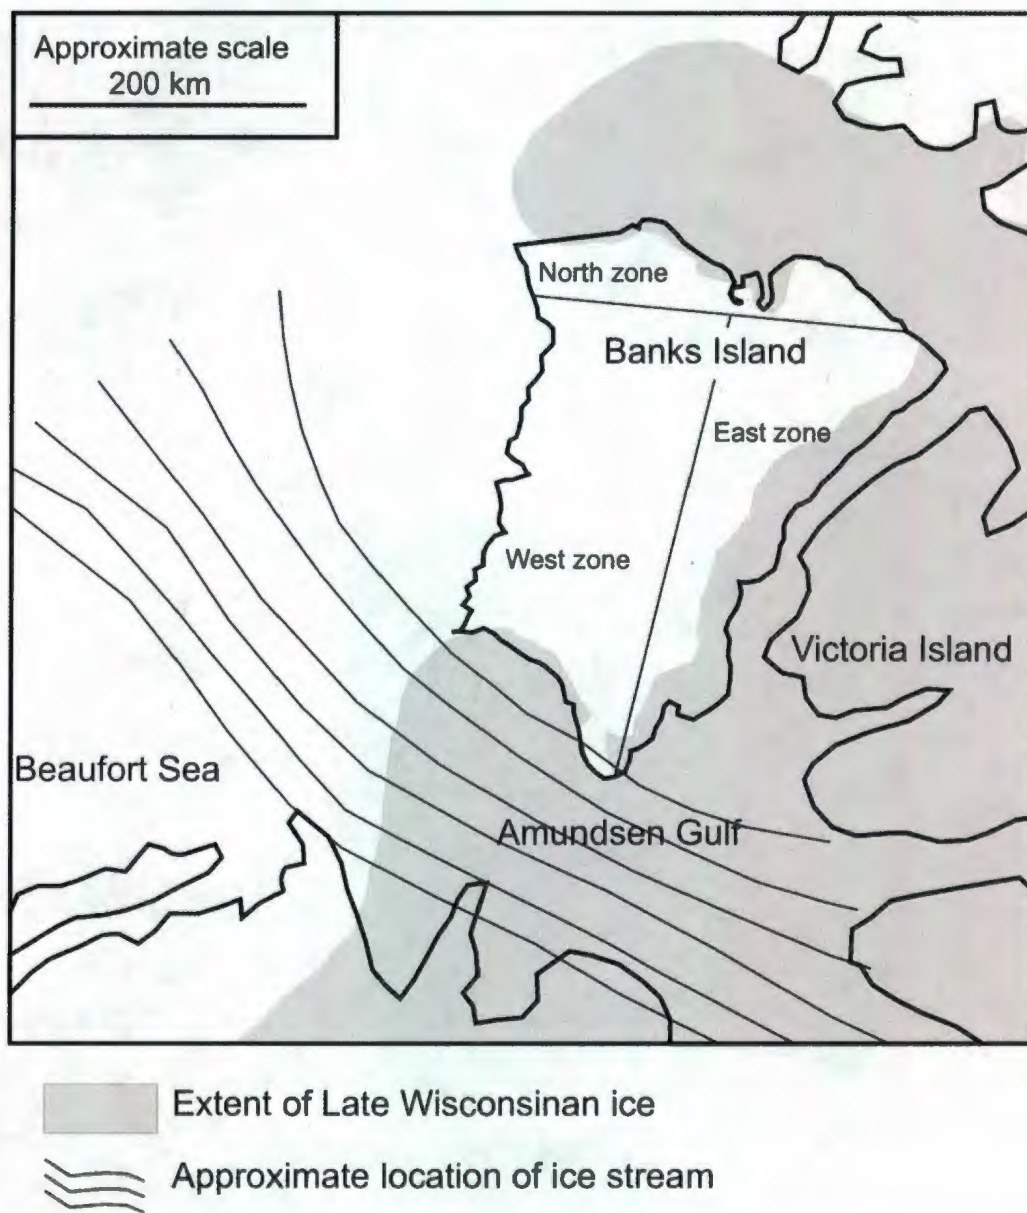 Approximate scale
200 km
North zone
Banks Island
East zone
West zone
Victoria Island
Beaufort Sea
Amundsen Gulf
Extent of Late Wisconsinan ice
Approximate location of ice stream